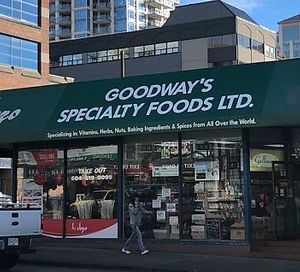 GOODWAY'S
SPECIALTY FOODS LTD.
Specializing in: Vitamins, Herbs, Nuts, Baking Ingredients & Spices from All Over the World.
TAKE OUT